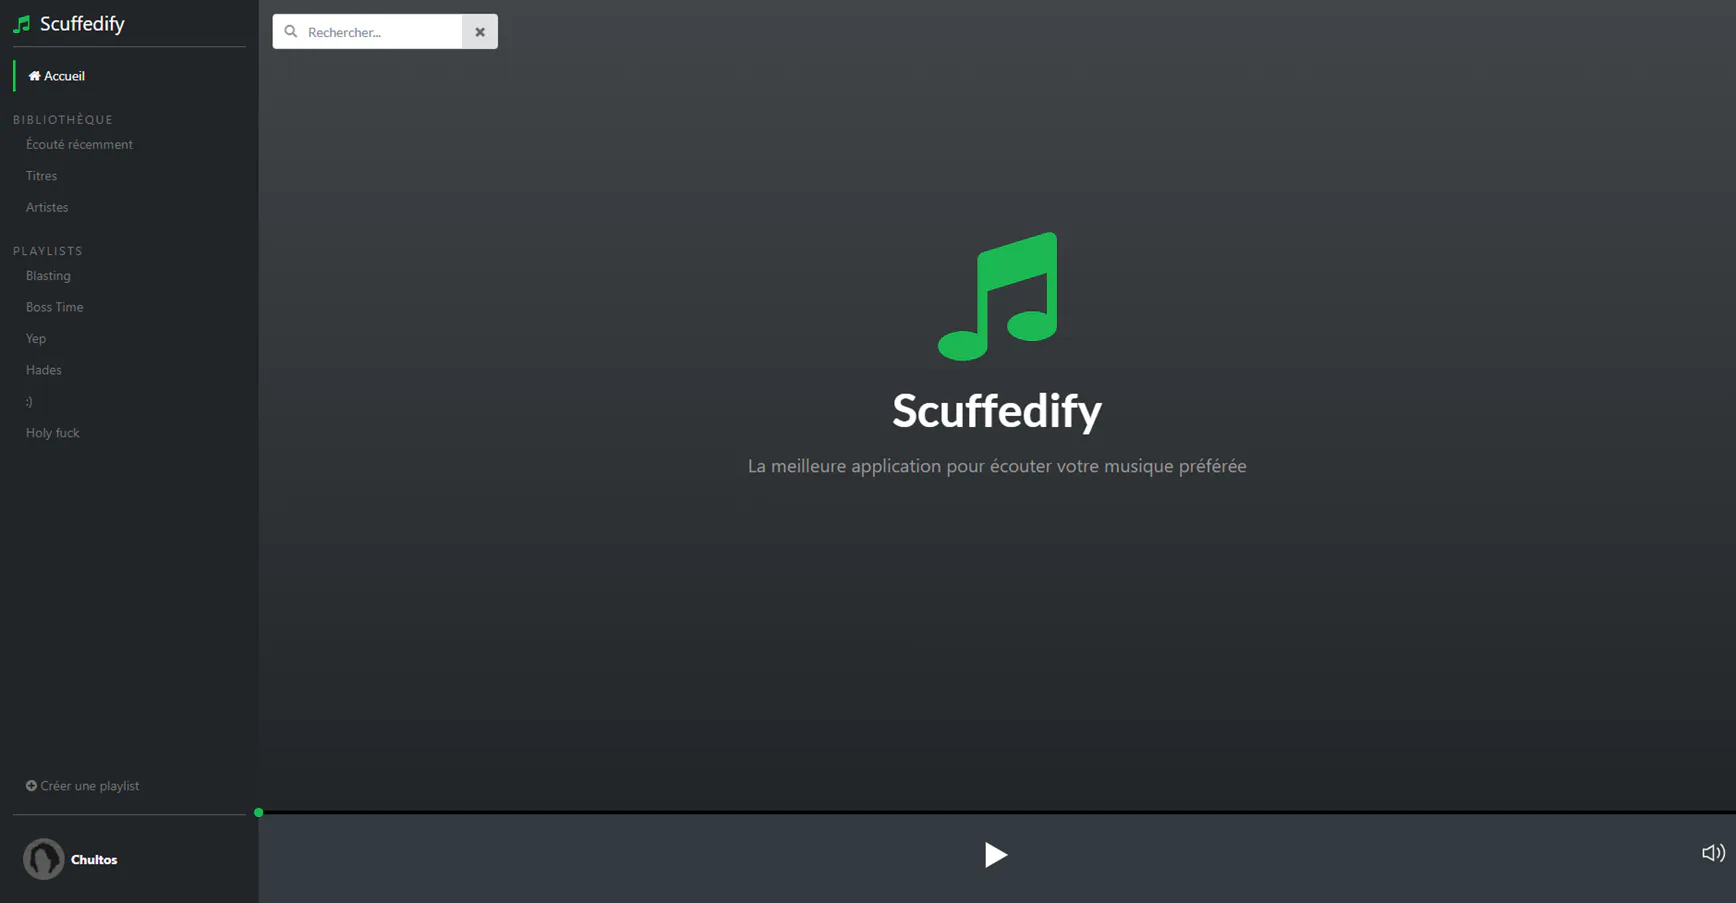 Scuffedify
Accueil
BIBLIOTHÈQUE
Écouté récemment
Titres
Artistes
PLAYLISTS
Blasting
Boss Time
Yep
Hades
:)
Holy fuck
Créer une playlist
Chultos
Rechercher...
Scuffedify
La meilleure application pour écouter votre musique préférée